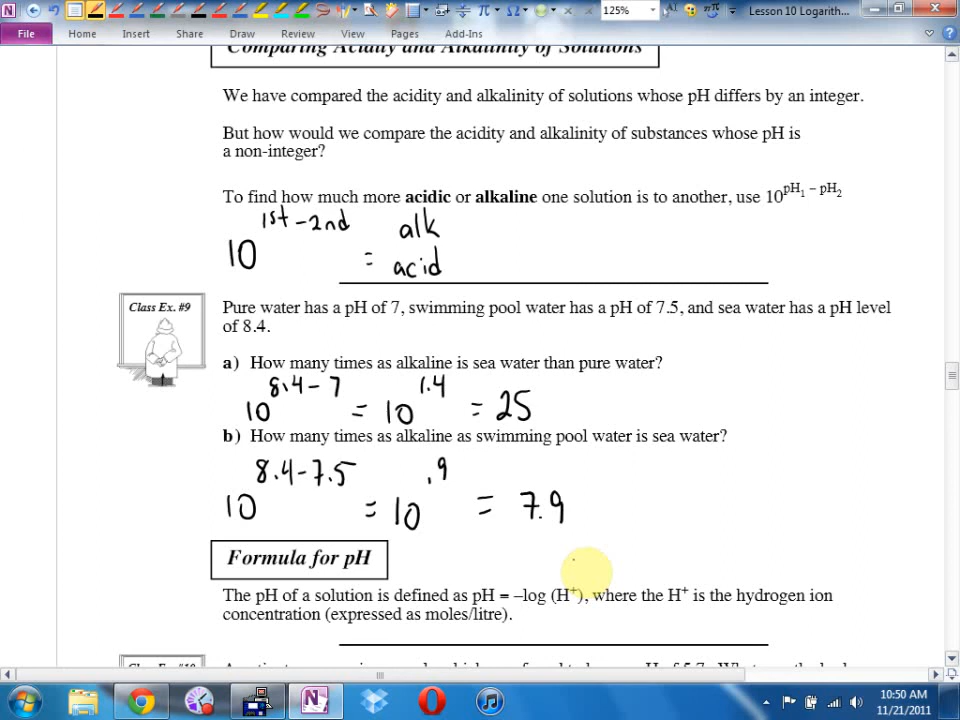 125%
Lesson 10 Logarith...
File Home Insert Share Draw Review View Pages Add-Ins
Comparing Acidity and Alkalinity of Solutions
We have compared the acidity and alkalinity of solutions whose pH differs by an integer.
But how would we compare the acidity and alkalinity of substances whose pH is
a non-integer?
To find how much more acidic or alkaline one solution is to another, use 10^(pH₁ – pH₂)
10^(1st – 2nd) = alk
acid
Class Ex. #9
Pure water has a pH of 7, swimming pool water has a pH of 7.5, and sea water has a pH level
of 8.4.
a) How many times as alkaline is sea water than pure water?
10^(8.4 – 7) = 10^(1.4) = 25
b) How many times as alkaline as swimming pool water is sea water?
10^(8.4 – 7.5) = 10^(.9) = 7.9
Formula for pH
The pH of a solution is defined as pH = –log (H⁺), where the H⁺ is the hydrogen ion
concentration (expressed as moles/litre).
10:50 AM
11/21/2011